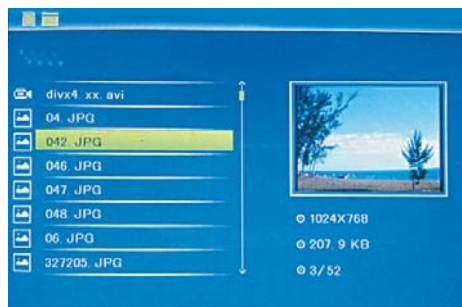 divx4. xx. avi
04. JPG
042. JPG
046. JPG
047. JPG
048. JPG
06. JPG
327205. JPG
1024X768
207. 9 KB
3/52